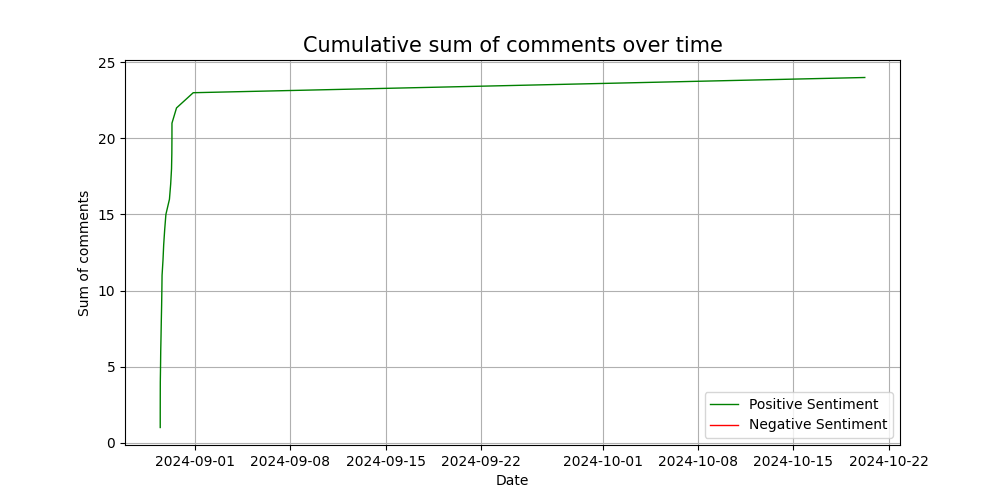 Cumulative sum of comments over time
25
20
15
10
5
0
Sum of comments
Positive Sentiment
Negative Sentiment
2024-09-01 2024-09-08 2024-09-15 2024-09-22 2024-10-01 2024-10-08 2024-10-15 2024-10-22
Date